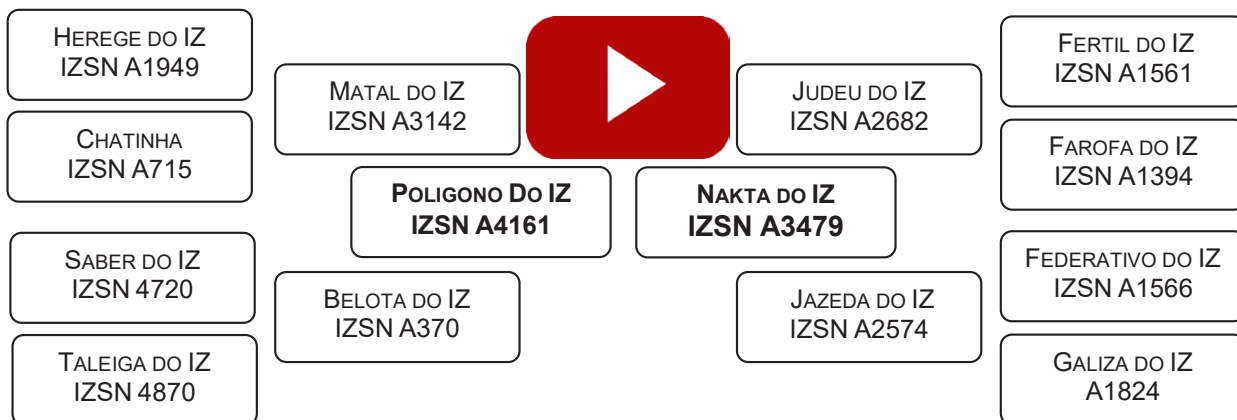 HEREGE DO IZ
IZSN A1949
CHATINHA
IZSN A715
MATAL DO IZ
IZSN A3142
POLIGONO DO IZ
IZSN A4161
SABER DO IZ
IZSN 4720
TALEIGA DO IZ
IZSN 4870
BELOTA DO IZ
IZSN A370
JUDEU DO IZ
IZSN A2682
NAKTA DO IZ
IZSN A3479
JAZEDA DO IZ
IZSN A2574
FERTIL DO IZ
IZSN A1561
FAROFA DO IZ
IZSN A1394
FEDERATIVO DO IZ
IZSN A1566
GALIZA DO IZ
A1824